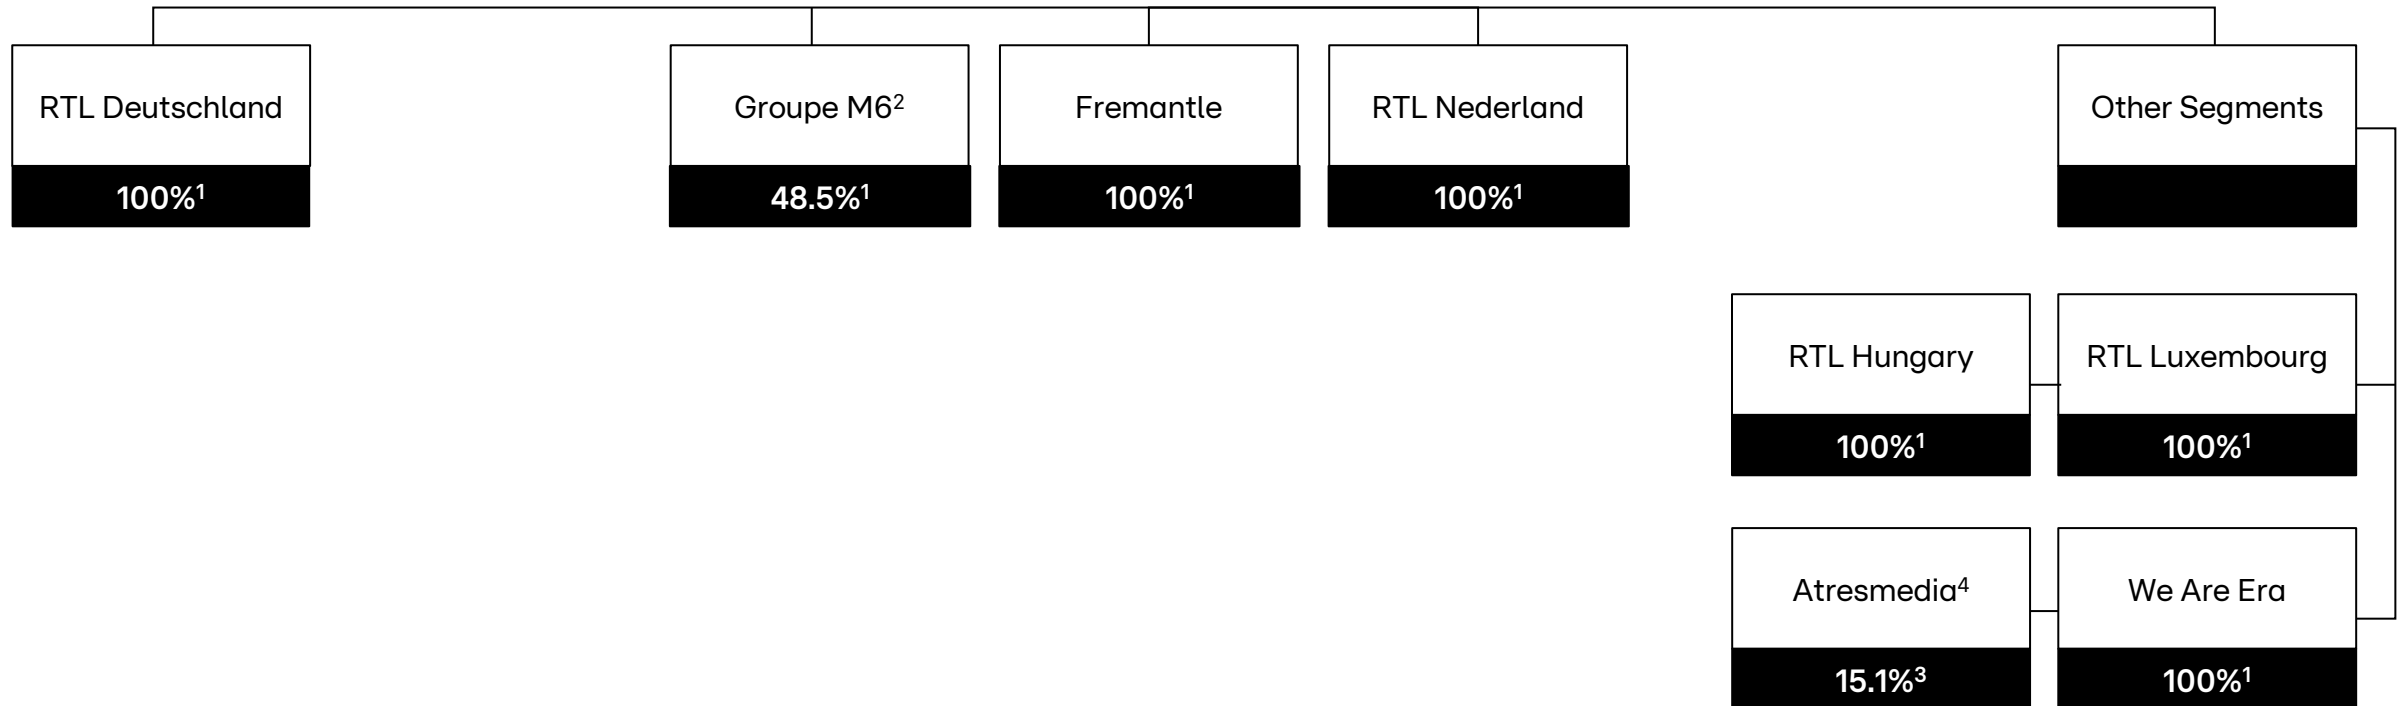 RTL Deutschland
100%¹
Groupe M6²
48.5%¹
Fremantle
100%¹
RTL Nederland
100%¹
Other Segments
RTL Hungary
100%¹
RTL Luxembourg
100%¹
Atresmedia⁴
15.1%³
We Are Era
100%¹